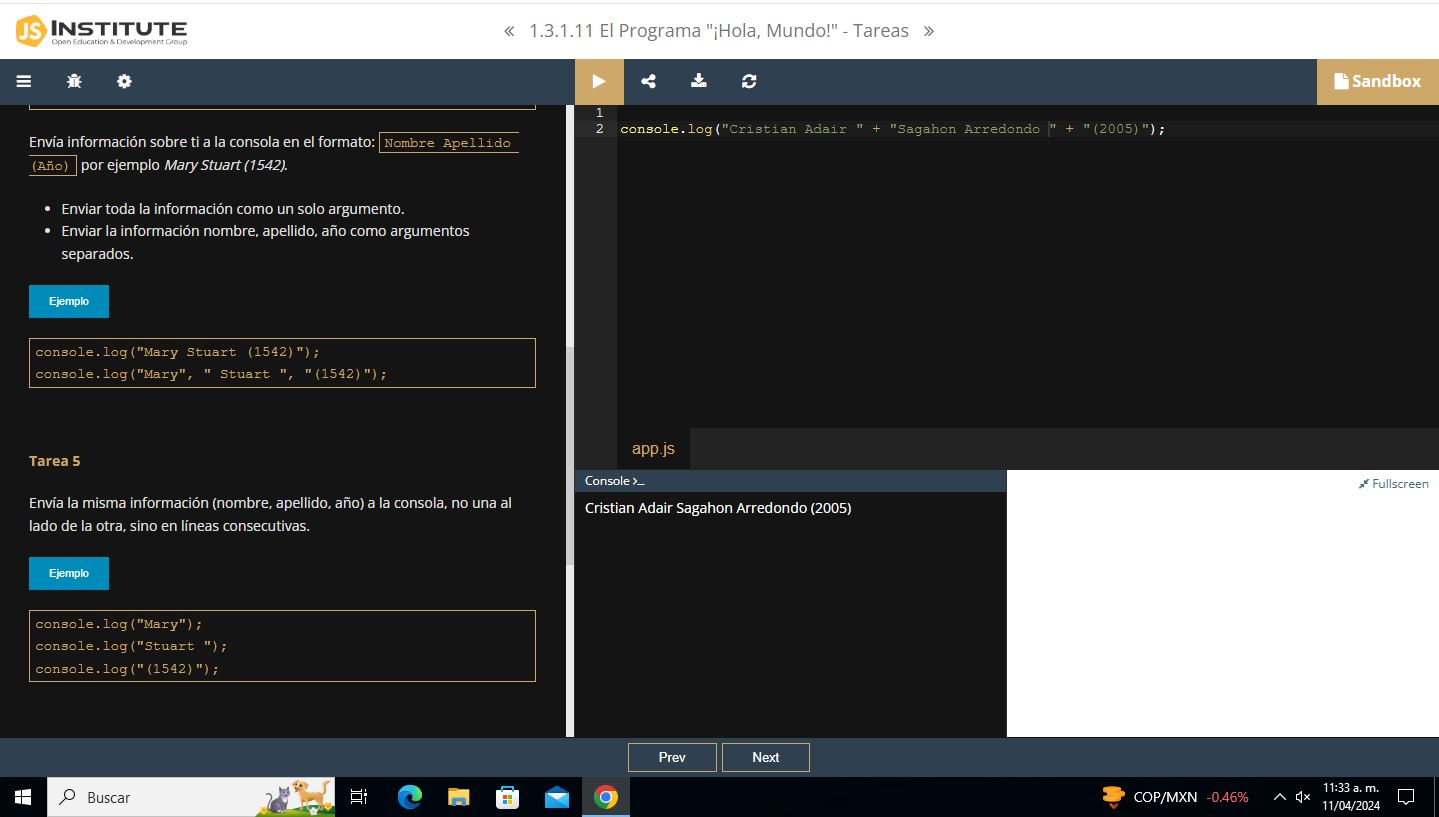 JS INSTITUTE
Open Education & Development Group
« 1.3.1.11 El Programa "¡Hola, Mundo!" - Tareas »
Sandbox
Envía información sobre ti a la consola en el formato: Nombre Apellido
(Año) por ejemplo Mary Stuart (1542).
• Enviar toda la información como un solo argumento.
• Enviar la información nombre, apellido, año como argumentos
separados.
Ejemplo
console.log("Mary Stuart (1542)");
console.log("Mary", " Stuart ", "(1542)");
Tarea 5
Envía la misma información (nombre, apellido, año) a la consola, no una al
lado de la otra, sino en líneas consecutivas.
Ejemplo
console.log("Mary");
console.log("Stuart ");
console.log("(1542)");
1
2 console.log("Cristian Adair " + "Sagahon Arredondo " + "(2005)");
app.js
Console >_
Fullscreen
Cristian Adair Sagahon Arredondo (2005)
Prev
Next
Buscar
COP/MXN -0.46%
11:33 a. m.
11/04/2024